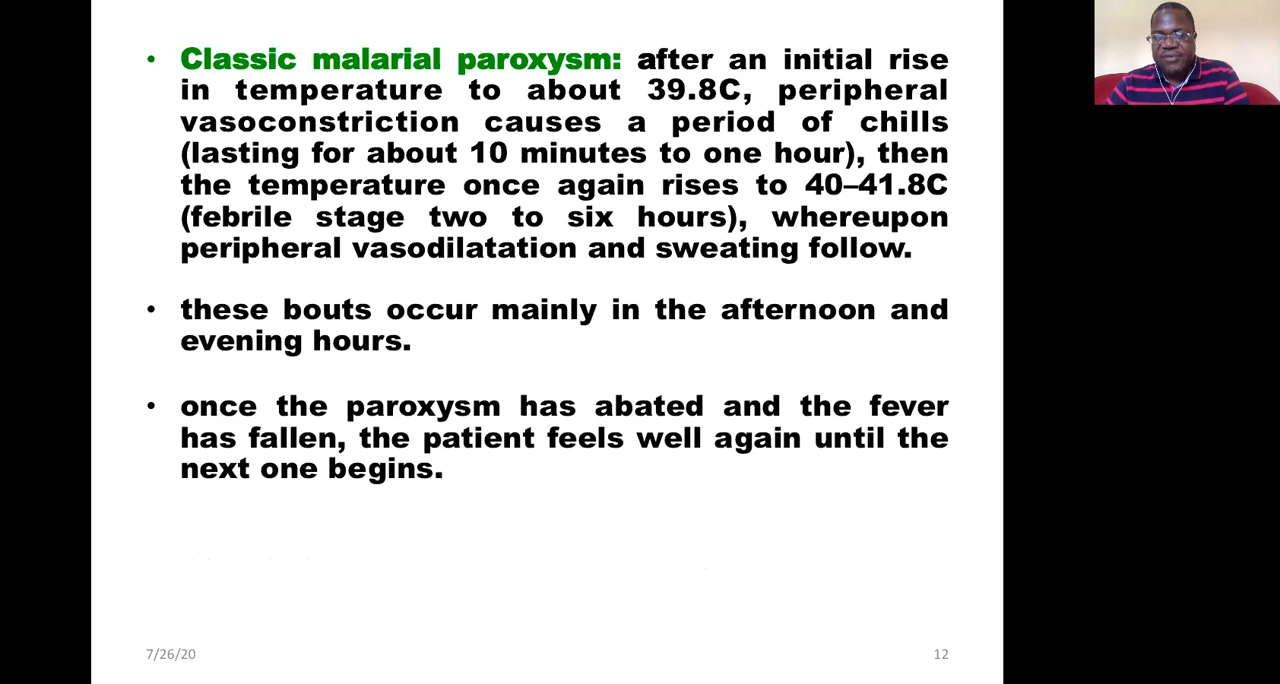 • Classic malarial paroxysm: after an initial rise
in temperature to about 39.8C, peripheral
vasoconstriction causes a period of chills
(lasting for about 10 minutes to one hour), then
the temperature once again rises to 40–41.8C
(febrile stage two to six hours), whereupon
peripheral vasodilatation and sweating follow.
• these bouts occur mainly in the afternoon and
evening hours.
• once the paroxysm has abated and the fever
has fallen, the patient feels well again until the
next one begins.
7/26/20
12